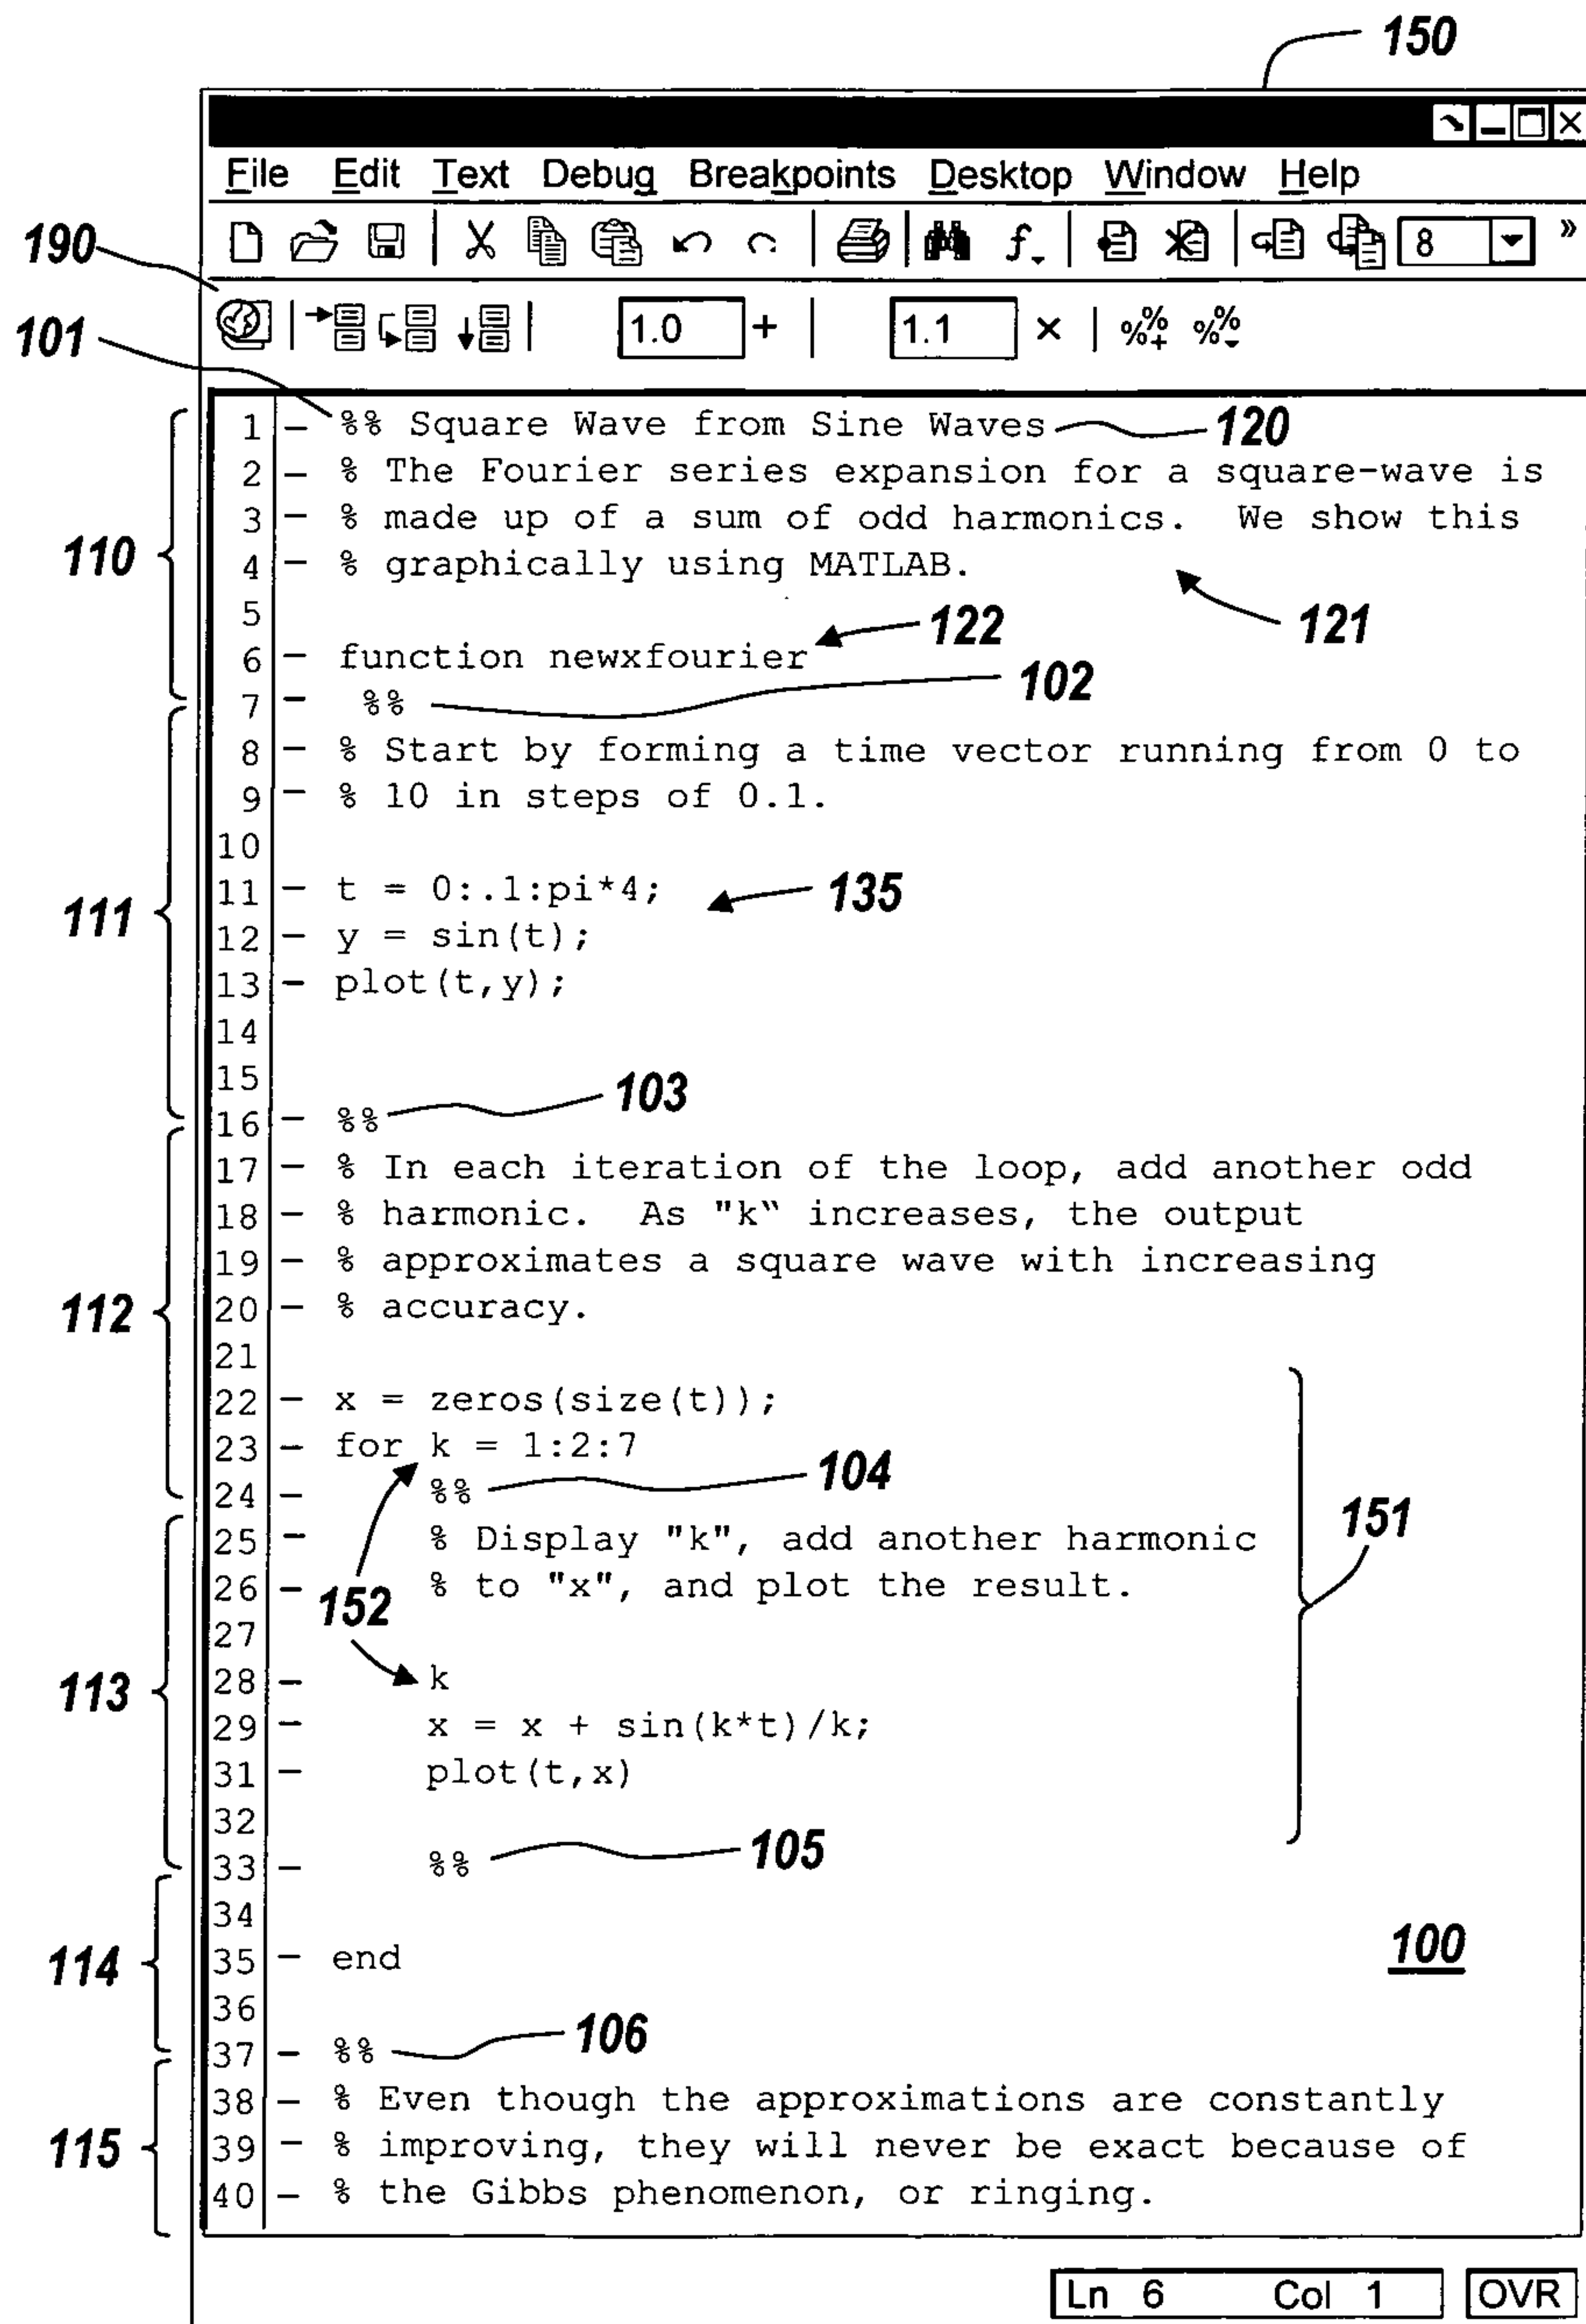 150
File Edit Text Debug Breakpoints Desktop Window Help
190
8 »
101
1.0 + 1.1 × %%+ %%-
1 – %% Square Wave from Sine Waves 120
2 – % The Fourier series expansion for a square-wave is
3 – % made up of a sum of odd harmonics. We show this
110
4 – % graphically using MATLAB.
5
121
122
6 – function newxfourier
102
7 – %%
8 – % Start by forming a time vector running from 0 to
9 – % 10 in steps of 0.1.
10
11 – t = 0:.1:pi*4; 135
111
12 – y = sin(t);
13 – plot(t,y);
14
15
103
16 – %%
17 – % In each iteration of the loop, add another odd
18 – % harmonic. As "k“ increases, the output
19 – % approximates a square wave with increasing
112
20 – % accuracy.
21
22 – x = zeros(size(t));
23 – for k = 1:2:7
104
24 – %%
151
25 – % Display "k", add another harmonic
26 – % to "x", and plot the result.
152
27
113
28 – k
29 – x = x + sin(k*t)/k;
31 – plot(t,x)
32
105
33 – %%
34
100
114
35 – end
36
106
37 – %%
38 – % Even though the approximations are constantly
115
39 – % improving, they will never be exact because of
40 – % the Gibbs phenomenon, or ringing.
Ln 6 Col 1 OVR